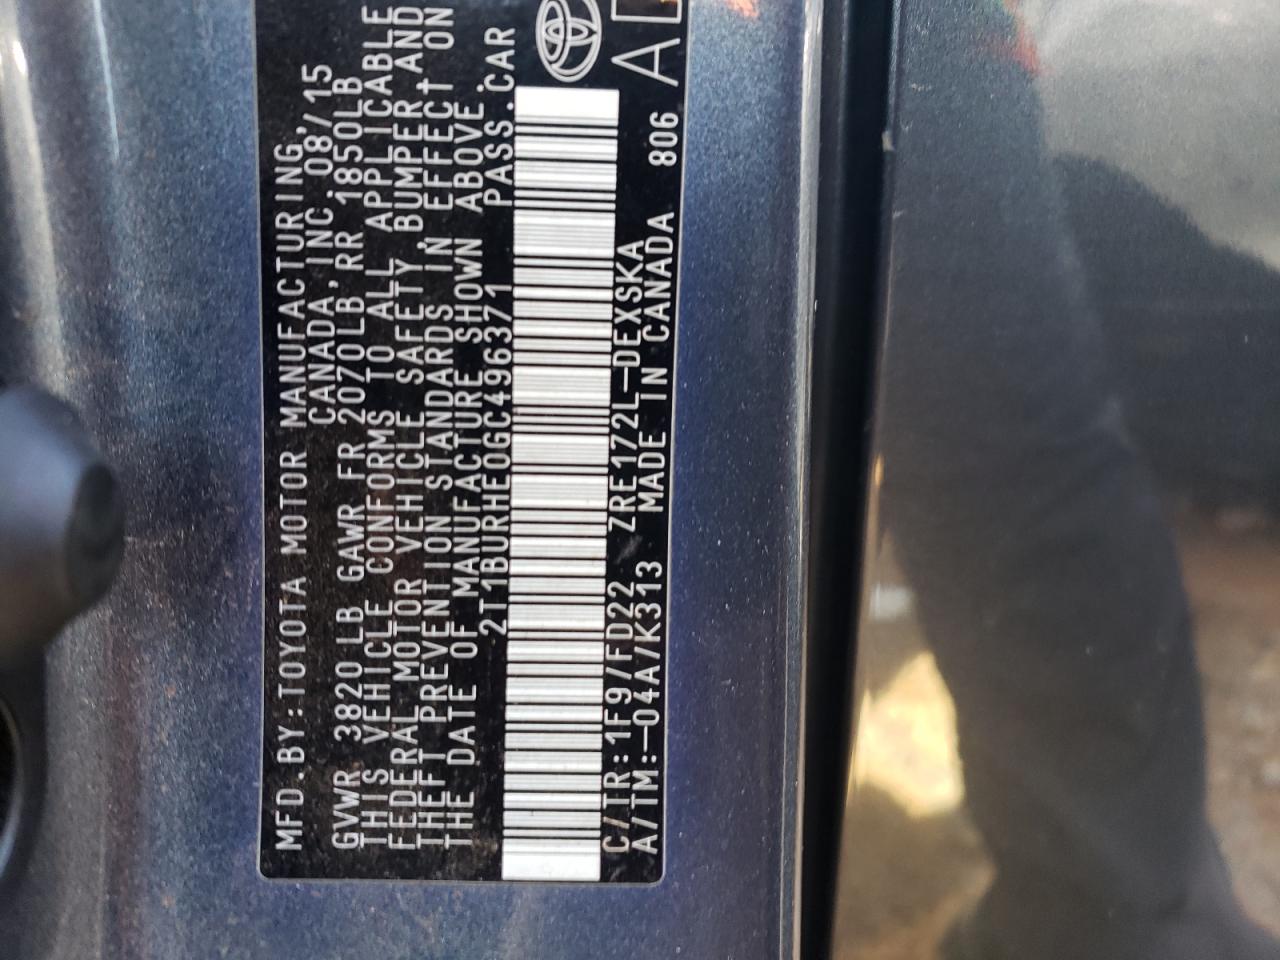 MFD.BY:TOYOTA MOTOR MANUFACTURING,
CANADA, INC. 08/15
GVWR 3820LB GAWR FR 2070LB, RR 1850LB
THIS VEHICLE CONFORMS TO ALL APPLICABLE
FEDERAL MOTOR VEHICLE SAFETY, BUMPER, AND
THEFT PREVENTION STANDARDS IN EFFECT ON
THE DATE OF MANUFACTURE SHOWN ABOVE.
2T1BURHE0GC496371 PASS.CAR
C/TR:1F9/FD22 ZRE172L-DEXSKA
A/TM:-04A/K313 MADE IN CANADA 806
A